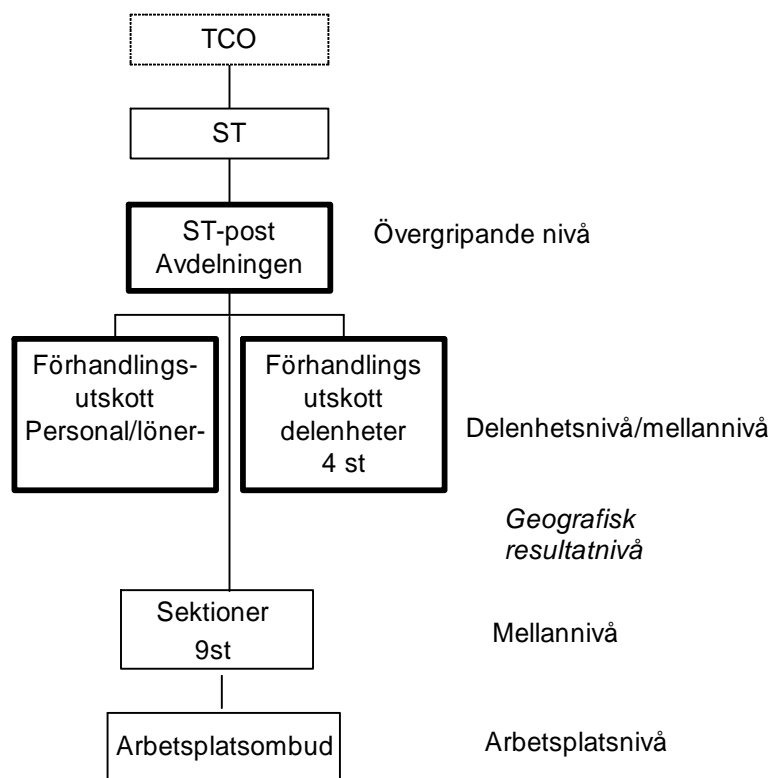 TCO
ST
ST-post
Avdelningen
Övergripande nivå
Förhandlings-
utskott
Personal/löner-
Förhandlings
utskott
delenheter
4 st
Delenhetsnivå/mellannivå
Geografisk
resultatnivå
Sektioner
9st
Mellannivå
Arbetsplatsombud
Arbetsplatsnivå